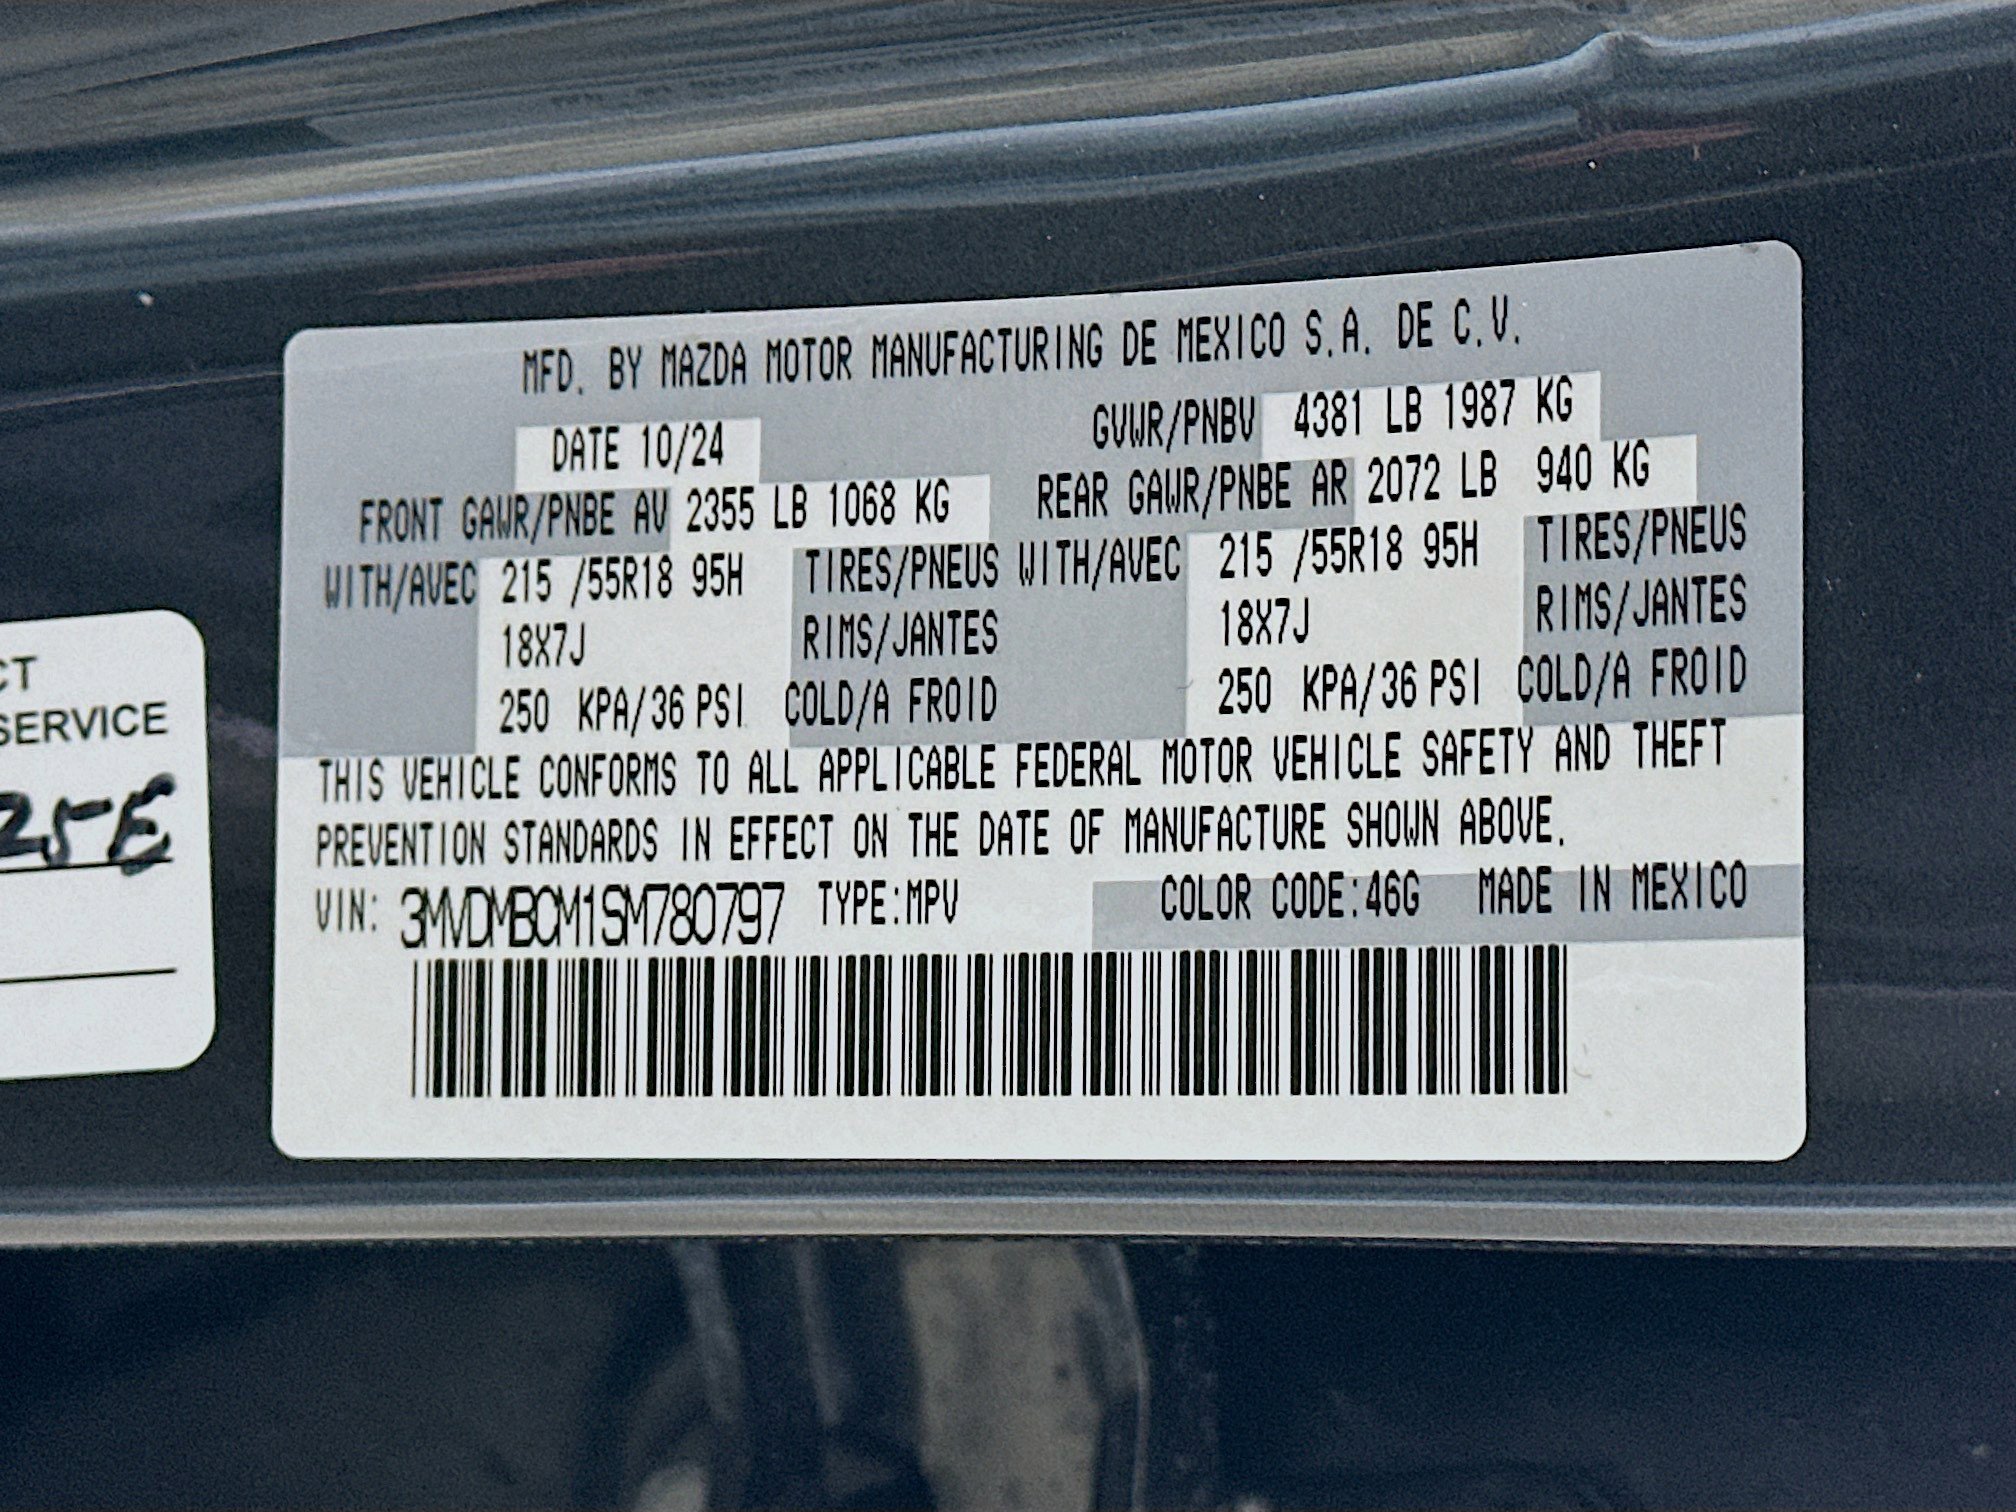 MFD. BY MAZDA MOTOR MANUFACTURING DE MEXICO S.A. DE C.V.
DATE 10/24 GVWR/PNBV 4381 LB 1987 KG
FRONT GAWR/PNBE AV 2355 LB 1068 KG REAR GAWR/PNBE AR 2072 LB 940 KG
WITH/AVEC 215 /55R18 95H TIRES/PNEUS WITH/AVEC 215 /55R18 95H TIRES/PNEUS
18X7J RIMS/JANTES 18X7J RIMS/JANTES
250 KPA/36 PSI COLD/A FROID 250 KPA/36 PSI COLD/A FROID
THIS VEHICLE CONFORMS TO ALL APPLICABLE FEDERAL MOTOR VEHICLE SAFETY AND THEFT
PREVENTION STANDARDS IN EFFECT ON THE DATE OF MANUFACTURE SHOWN ABOVE.
VIN: 3MVDMBCM1SM780797 TYPE:MPV COLOR CODE:46G MADE IN MEXICO
CT
SERVICE
25E